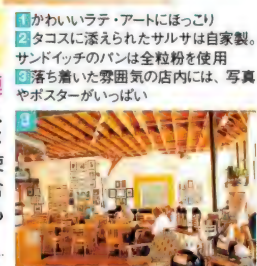 1 かわいいラテ・アートにほっこり
2 タコスに添えられたサルサは自家製。
サンドイッチのパンは全粒粉を使用
3 落ち着いた雰囲気の店内には、写真
やポスターがいっぱい
3